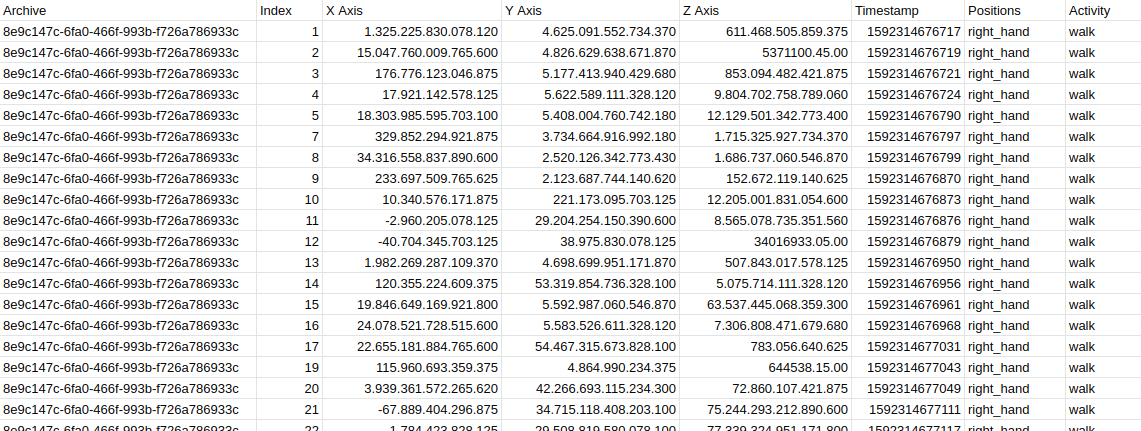 Archive Index X Axis Y Axis Z Axis Timestamp Positions Activity
8e9c147c-6fa0-466f-993b-f726a786933c 1 1.325.225.830.078.120 4.625.091.552.734.370 611.468.505.859.375 1592314676717 right_hand walk
8e9c147c-6fa0-466f-993b-f726a786933c 2 15.047.760.009.765.600 4.826.629.638.671.870 5371100.45.00 1592314676719 right_hand walk
8e9c147c-6fa0-466f-993b-f726a786933c 3 176.776.123.046.875 5.177.413.940.429.680 853.094.482.421.875 1592314676721 right_hand walk
8e9c147c-6fa0-466f-993b-f726a786933c 4 17.921.142.578.125 5.622.589.111.328.120 9.804.702.758.789.060 1592314676724 right_hand walk
8e9c147c-6fa0-466f-993b-f726a786933c 5 18.303.985.595.703.100 5.408.004.760.742.180 12.129.501.342.773.400 1592314676790 right_hand walk
8e9c147c-6fa0-466f-993b-f726a786933c 7 329.852.294.921.875 3.734.664.916.992.180 1.715.325.927.734.370 1592314676797 right_hand walk
8e9c147c-6fa0-466f-993b-f726a786933c 8 34.316.558.837.890.600 2.520.126.342.773.430 1.686.737.060.546.870 1592314676799 right_hand walk
8e9c147c-6fa0-466f-993b-f726a786933c 9 233.697.509.765.625 2.123.687.744.140.620 152.672.119.140.625 1592314676870 right_hand walk
8e9c147c-6fa0-466f-993b-f726a786933c 10 10.340.576.171.875 221.173.095.703.125 12.205.001.831.054.600 1592314676873 right_hand walk
8e9c147c-6fa0-466f-993b-f726a786933c 11 -2.960.205.078.125 29.204.254.150.390.600 8.565.078.735.351.560 1592314676876 right_hand walk
8e9c147c-6fa0-466f-993b-f726a786933c 12 -40.704.345.703.125 38.975.830.078.125 34016933.05.00 1592314676879 right_hand walk
8e9c147c-6fa0-466f-993b-f726a786933c 13 1.982.269.287.109.370 4.698.699.951.171.870 507.843.017.578.125 1592314676950 right_hand walk
8e9c147c-6fa0-466f-993b-f726a786933c 14 120.355.224.609.375 53.319.854.736.328.100 5.075.714.111.328.120 1592314676956 right_hand walk
8e9c147c-6fa0-466f-993b-f726a786933c 15 19.846.649.169.921.800 5.592.987.060.546.870 63.537.445.068.359.300 1592314676961 right_hand walk
8e9c147c-6fa0-466f-993b-f726a786933c 16 24.078.521.728.515.600 5.583.526.611.328.120 7.306.808.471.679.680 1592314676968 right_hand walk
8e9c147c-6fa0-466f-993b-f726a786933c 17 22.655.181.884.765.600 54.467.315.673.828.100 783.056.640.625 1592314677031 right_hand walk
8e9c147c-6fa0-466f-993b-f726a786933c 19 115.960.693.359.375 4.864.990.234.375 644538.15.00 1592314677043 right_hand walk
8e9c147c-6fa0-466f-993b-f726a786933c 20 3.939.361.572.265.620 42.266.693.115.234.300 72.860.107.421.875 1592314677049 right_hand walk
8e9c147c-6fa0-466f-993b-f726a786933c 21 -67.889.404.296.875 34.715.118.408.203.100 75.244.293.212.890.600 1592314677111 right_hand walk
8e9c147c-6fa0-466f-993b-f726a786933c 22 1.784.423.828.125 29.508.819.580.078.100 77.339.324.951.171.800 1592314677117 right_hand walk